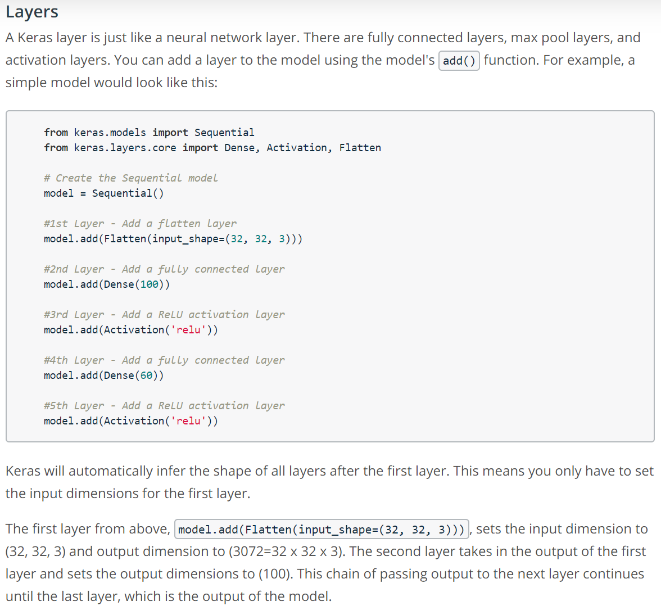 Layers
A Keras layer is just like a neural network layer. There are fully connected layers, max pool layers, and
activation layers. You can add a layer to the model using the model's add() function. For example, a
simple model would look like this:
from keras.models import Sequential
from keras.layers.core import Dense, Activation, Flatten
# Create the Sequential model
model = Sequential()
#1st Layer - Add a flatten layer
model.add(Flatten(input_shape=(32, 32, 3)))
#2nd Layer - Add a fully connected layer
model.add(Dense(100))
#3rd Layer - Add a ReLU activation layer
model.add(Activation('relu'))
#4th Layer - Add a fully connected layer
model.add(Dense(60))
#5th Layer - Add a ReLU activation layer
model.add(Activation('relu'))
Keras will automatically infer the shape of all layers after the first layer. This means you only have to set
the input dimensions for the first layer.
The first layer from above, model.add(Flatten(input_shape=(32, 32, 3))), sets the input dimension to
(32, 32, 3) and output dimension to (3072=32 x 32 x 3). The second layer takes in the output of the first
layer and sets the output dimensions to (100). This chain of passing output to the next layer continues
until the last layer, which is the output of the model.